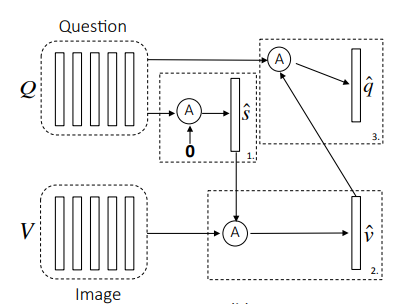 Question
Q
A
A
0
ŝ
1.
q̂
3.
V
A
v̂
2.
Image